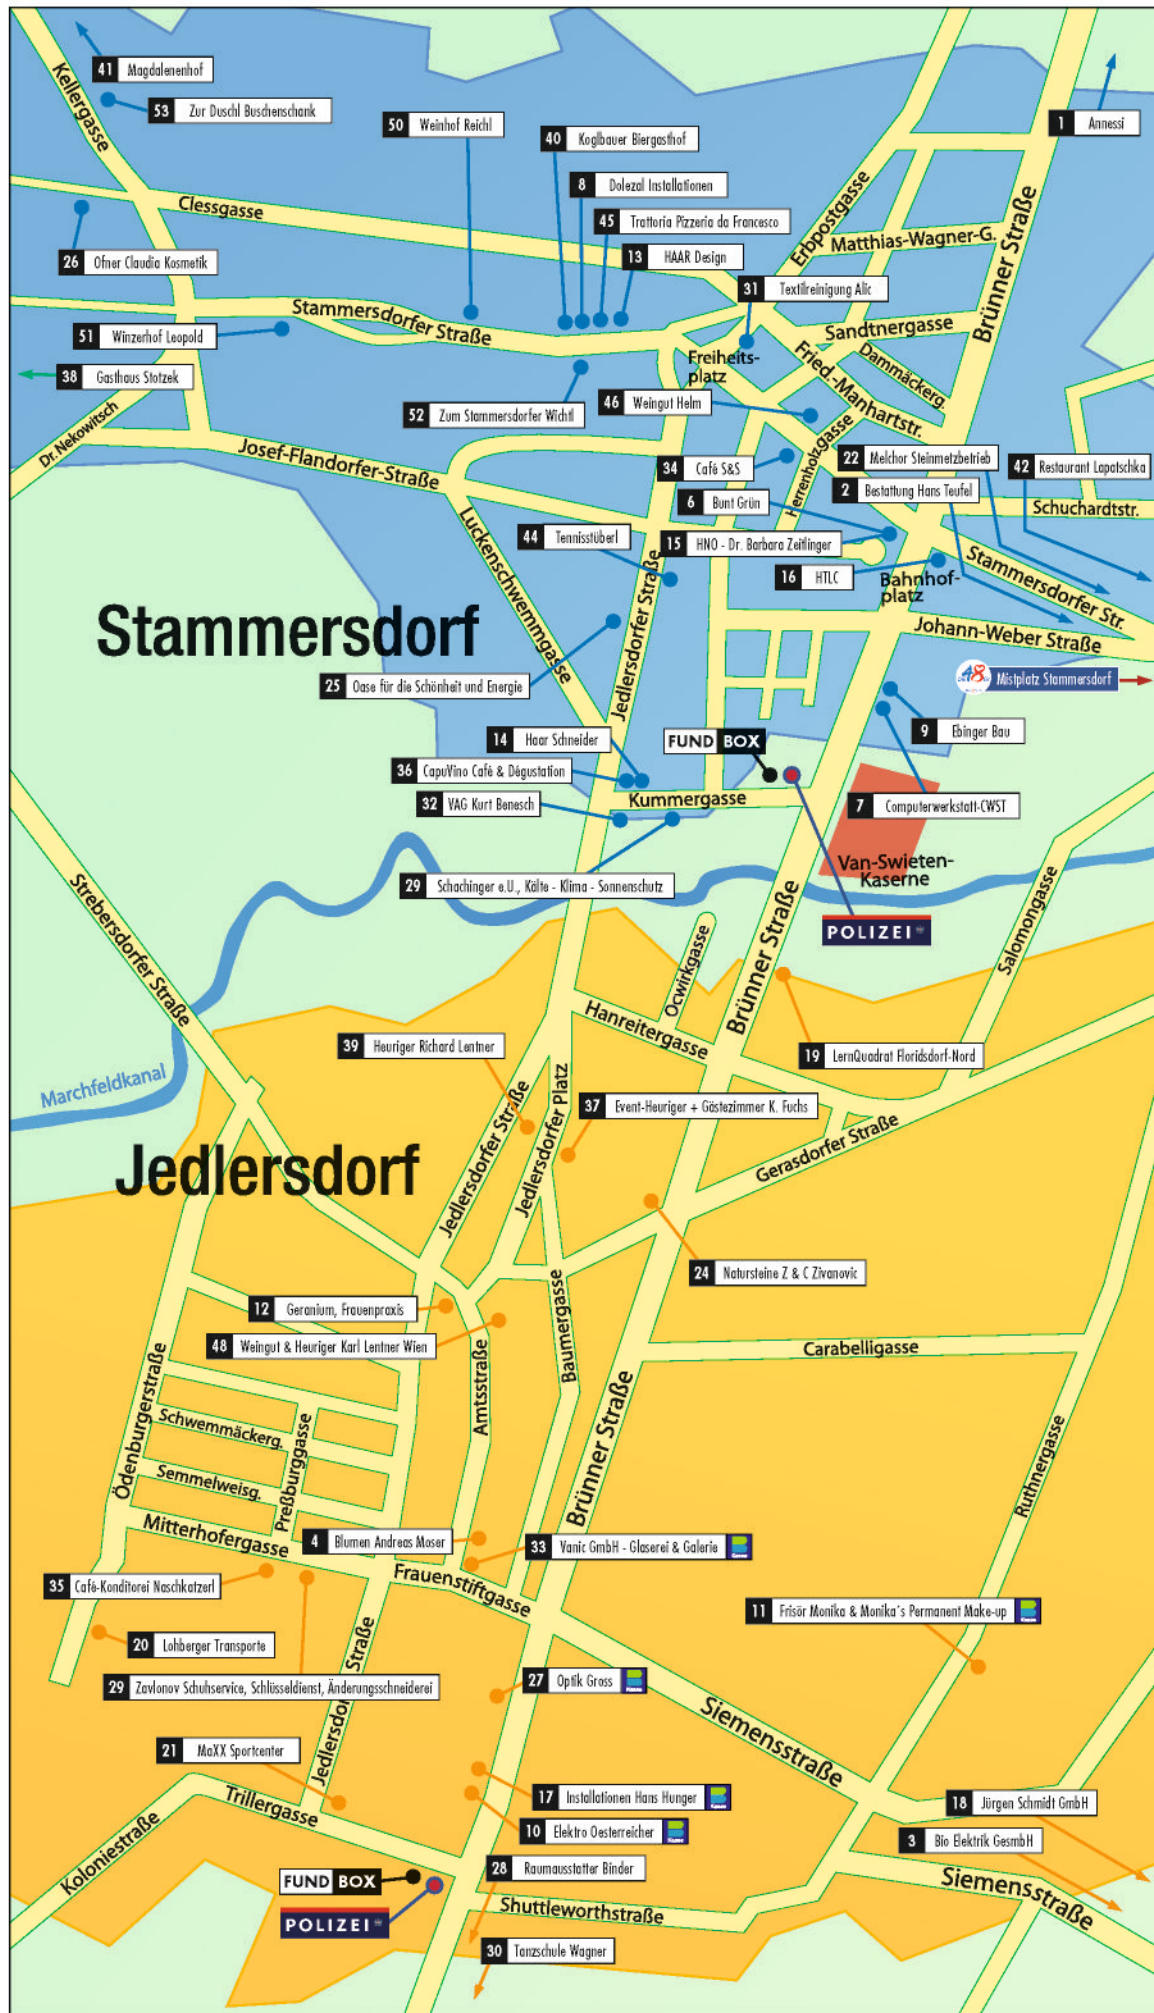 Kellergasse
41 Magdalenenhof
53 Zur Duschl Buschenschank
50 Weinhof Reichl
40 Koglbauer Biergasthof
1 Annessi
8 Dolezal Installationen
Clessgasse
45 Trattoria Pizzeria da Francesco
Erbpostgasse
Matthias-Wagner-G.
Brünner Straße
26 Ofner Claudia Kosmetik
13 HAAR Design
31 Textilreinigung Alic
Stammersdorfer Straße
Sandtnergasse
51 Winzerhof Leopold
Freiheits-
platz
Fried.-Manhartstr.
Dammäckerg.
38 Gasthaus Stotzek
52 Zum Stammersdorfer Wichtl
46 Weingut Helm
Dr.Nekowitsch
Josef-Flandorfer-Straße
34 Café S&S
Herrenholzgasse
22 Melchor Steinmetzbetrieb
42 Restaurant Lapatschka
2 Bestattung Hans Teufel
6 Bunt Grün
Schuchardtstr.
Luckenschwemmgasse
44 Tennisstüberl
15 HNO - Dr. Barbara Zeitlinger
16 HTLC
Bahnhof-
platz
Stammersdorfer Str.
Johann-Weber Straße
Stammersdorf
Jedlersdorfer Straße
48
Mistplatz Stammersdorf
25 Oase für die Schönheit und Energie
9 Ebinger Bau
14 Haar Schneider
FUND BOX
36 CapuVino Café & Dégustation
32 VAG Kurt Benesch
Kummergasse
7 Computerwerkstatt-CWST
Van-Swieten-
Kaserne
29 Schachinger e.U., Kälte - Klima - Sonnenschutz
POLIZEI
Strebersdorfer Straße
Brünner Straße
Salomongasse
Ocwirkgasse
Hanreitergasse
39 Heuriger Richard Lentner
19 LernQuadrat Floridsdorf-Nord
Marchfeldkanal
37 Event-Heuriger + Gästezimmer K. Fuchs
Jedlersdorfer Straße
Jedlersdorfer Platz
Gerasdorfer Straße
Jedlersdorf
24 Natursteine Z & C Zivanovic
12 Geranium, Frauenpraxis
48 Weingut & Heuriger Karl Lentner Wien
Baumergasse
Carabelligasse
Amtsstraße
Brünner Straße
Ödenburgerstraße
Schwemmäckerg.
Preßburggasse
Semmelweisg.
Ruthnergasse
Mitterhofergasse
4 Blumen Andreas Moser
33 Vanic GmbH - Glaserei & Galerie
35 Café-Konditorei Naschkatzerl
Frauenstiftgasse
11 Frisör Monika & Monika´s Permanent Make-up
20 Lohberger Transporte
29 Zavlonov Schuhservice, Schlüsseldienst, Änderungsschneiderei
27 Optik Gross
Siemensstraße
Jedlersdorfer Straße
21 MaXX Sportcenter
Trillergasse
17 Installationen Hans Hunger
18 Jürgen Schmidt GmbH
10 Elektro Oesterreicher
3 Bio Elektrik GesmbH
Koloniestraße
28 Raumausstatter Binder
FUND BOX
POLIZEI
Shuttleworthstraße
Siemensstraße
30 Tanzschule Wagner